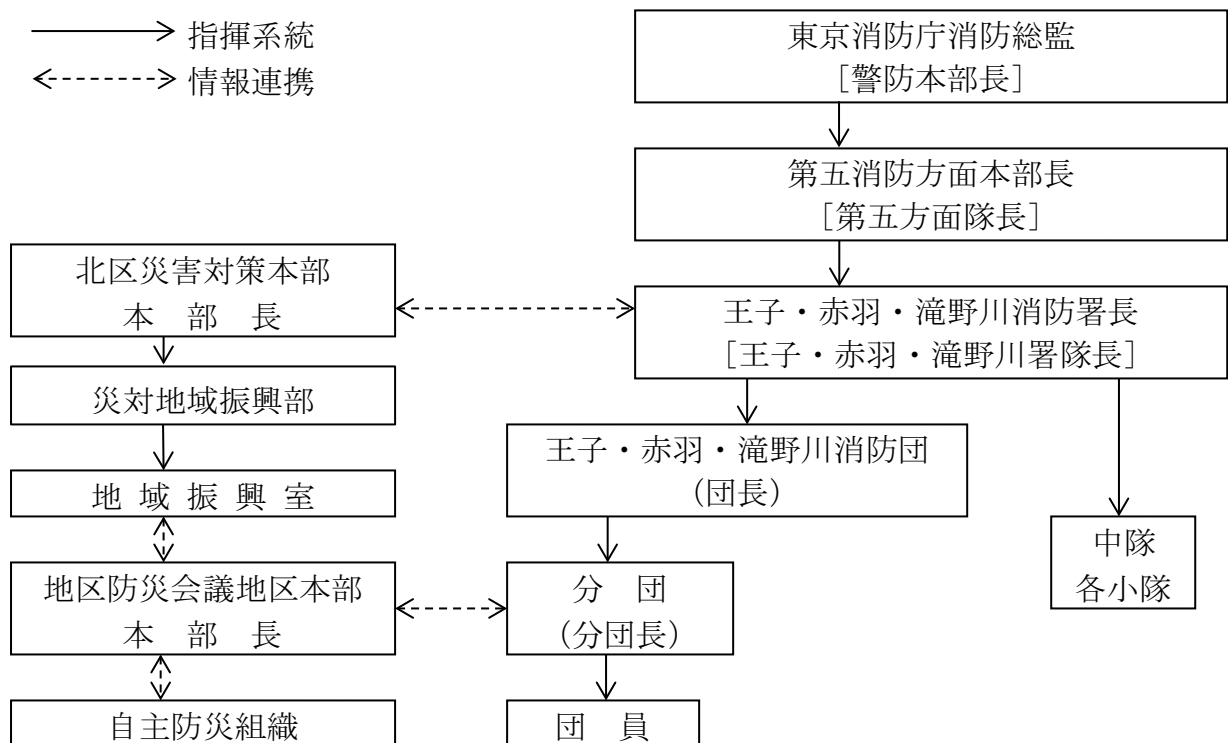 指揮系統
情報連携
東京消防庁消防総監
［警防本部長］
第五消防方面本部長
［第五方面隊長］
北区災害対策本部
本　部　長
王子・赤羽・滝野川消防署長
［王子・赤羽・滝野川署隊長］
災対地域振興部
王子・赤羽・滝野川消防団
（団長）
地 域 振 興 室
中隊
各小隊
地区防災会議地区本部
本　部　長
分　団
（分団長）
自主防災組織
団　員